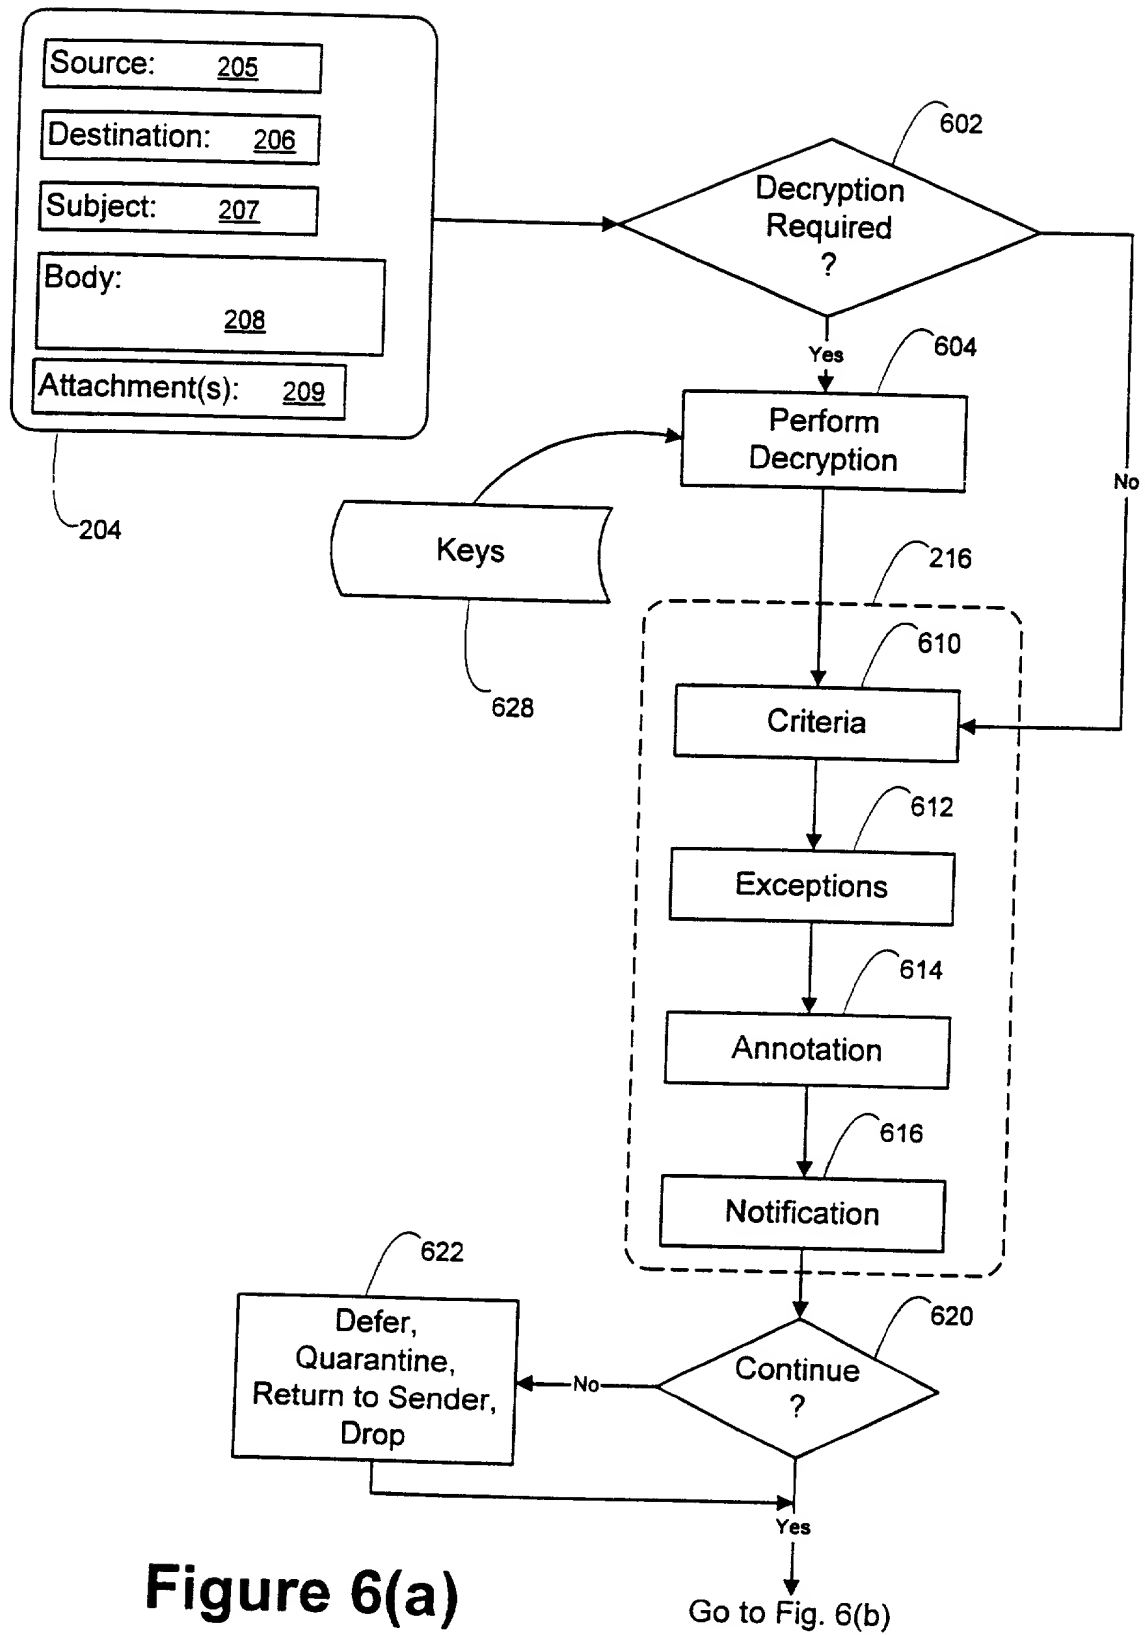 Source: 205
Destination: 206
Subject: 207
Body:
208
Attachment(s): 209
204
602
Decryption
Required
?
Yes
No
604
Perform
Decryption
Keys
628
216
610
Criteria
612
Exceptions
614
Annotation
616
Notification
622
Defer,
Quarantine,
Return to Sender,
Drop
620
Continue
?
No
Yes
Go to Fig. 6(b)
Figure 6(a)